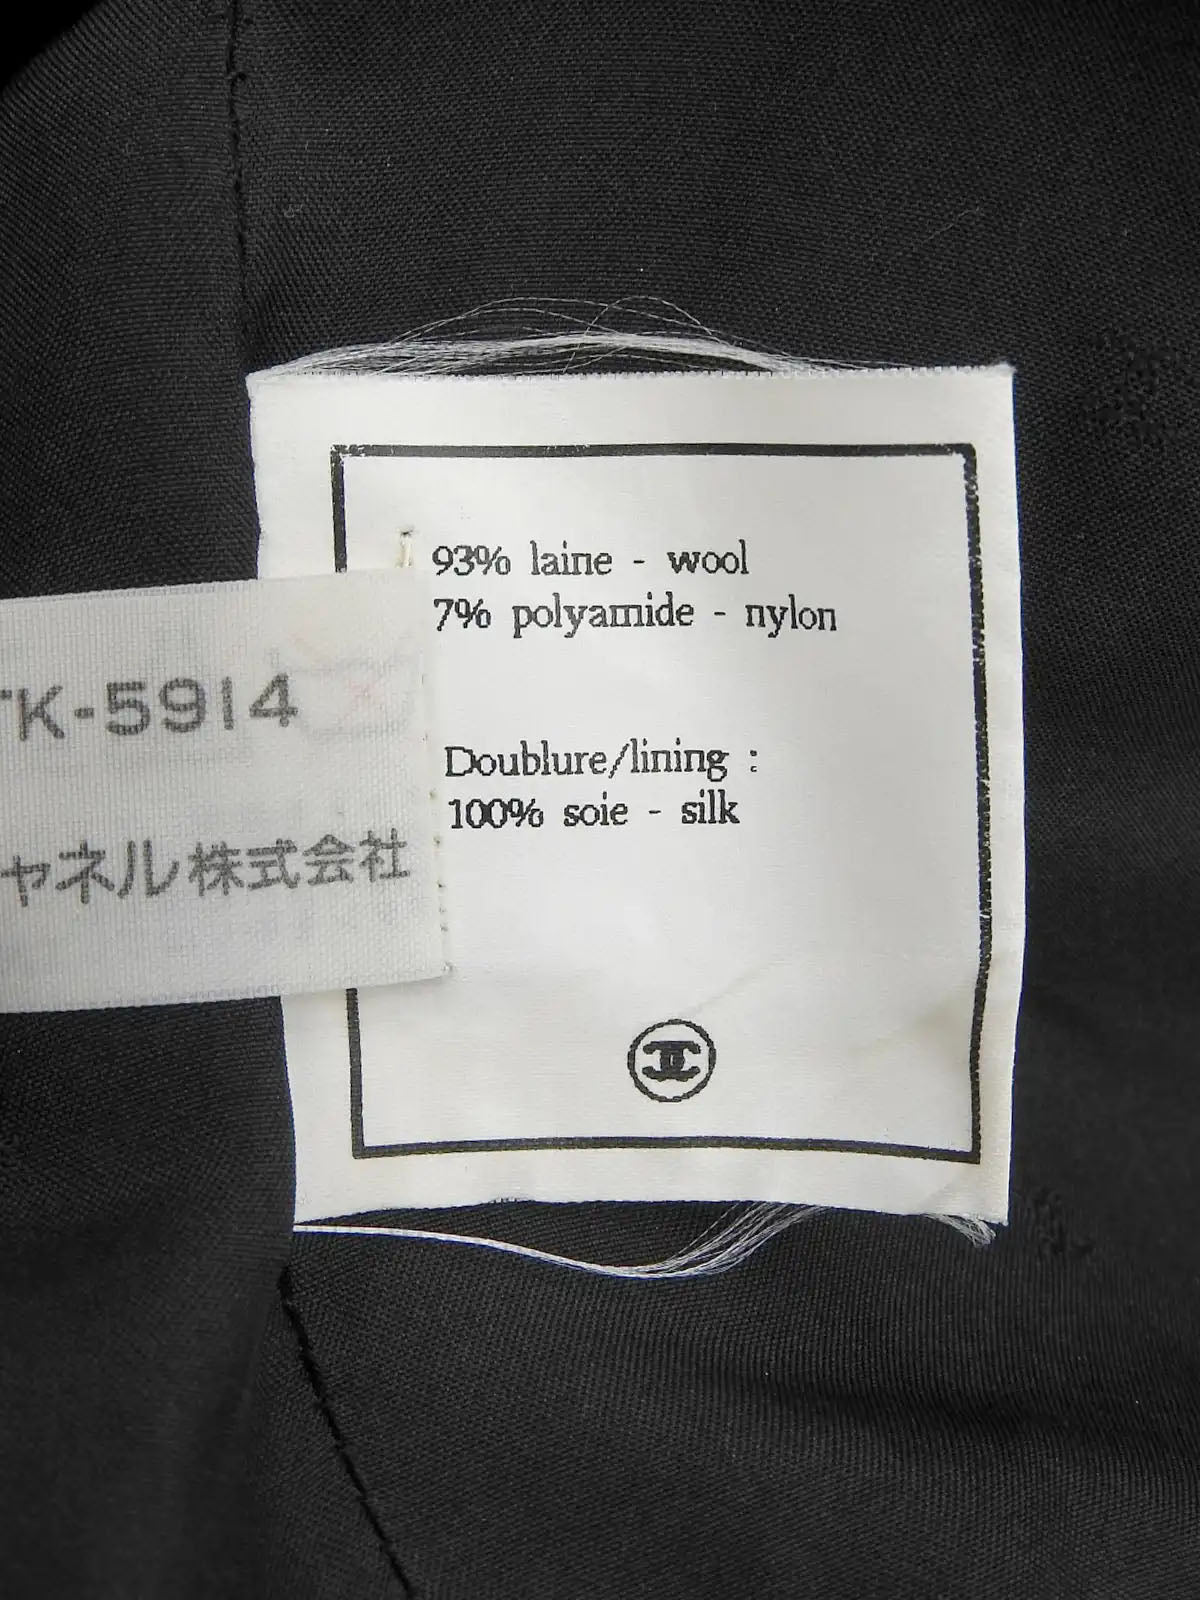 93% laine - wool
7% polyamide - nylon
Doublure/lining :
100% soie - silk
TK-5914
ャネル株式会社